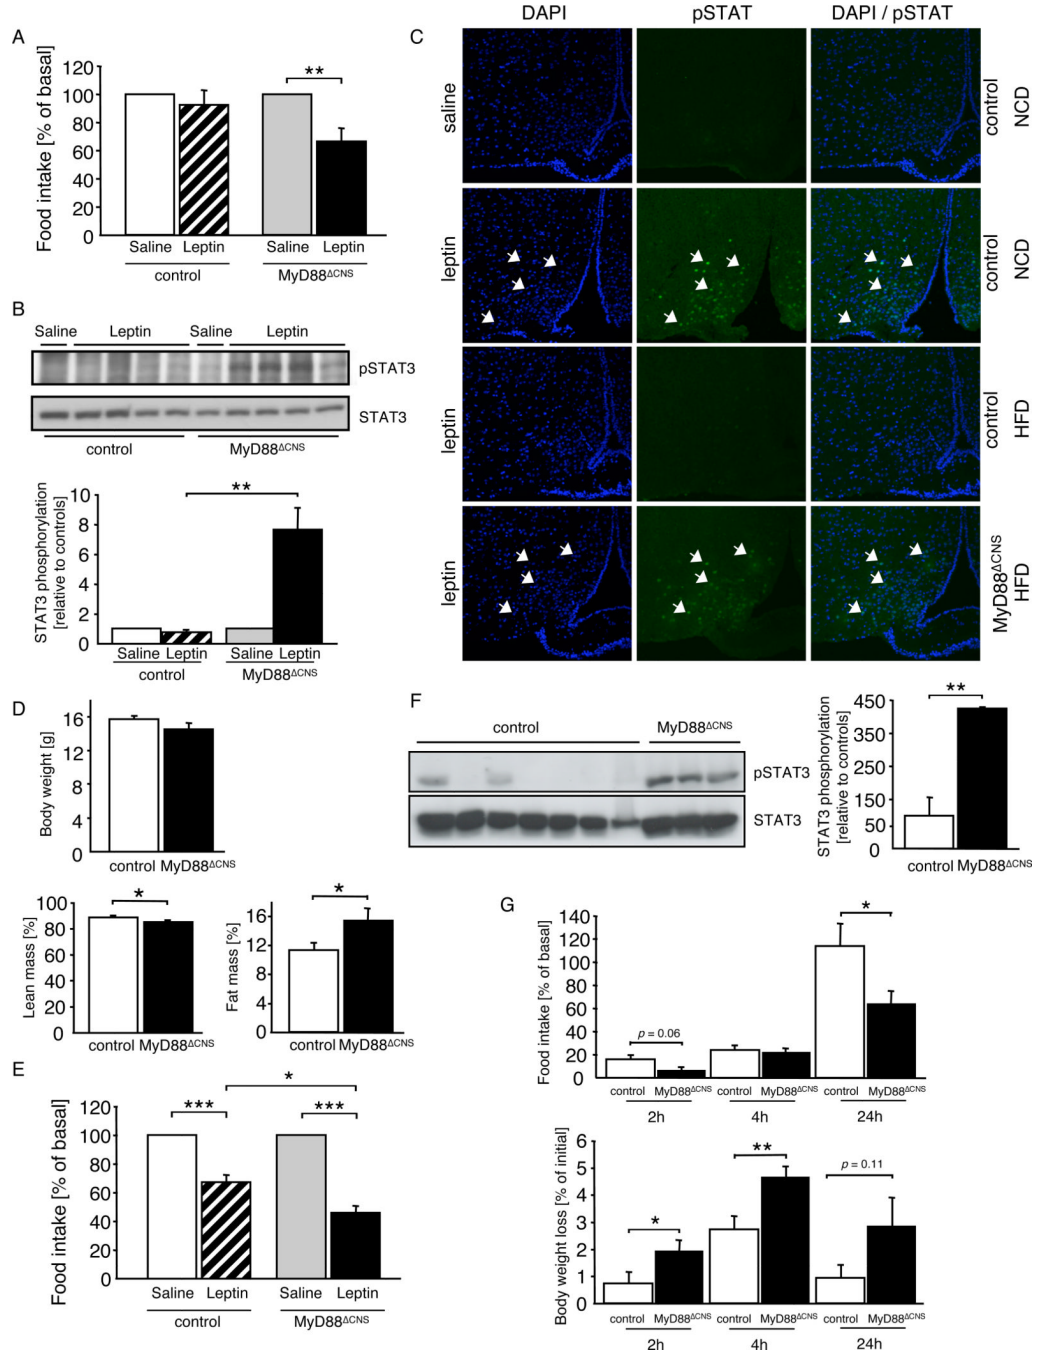 A
Food intake [% of basal]
120
100
80
60
40
20
0
**
Saline Leptin Saline Leptin
control MyD88ΔCNS
B
Saline Leptin Saline Leptin
pSTAT3
STAT3
control MyD88ΔCNS
STAT3 phosphorylation
[relative to controls]
10
8
6
4
2
0
**
Saline Leptin Saline Leptin
control MyD88ΔCNS
C
DAPI pSTAT DAPI / pSTAT
saline
control
NCD
leptin
control
NCD
leptin
control
HFD
leptin
MyD88ΔCNS
HFD
D
Body weight [g]
16
12
8
4
0
control MyD88ΔCNS
Lean mass [%]
100
80
60
40
20
0
*
control MyD88ΔCNS
Fat mass [%]
16
12
8
4
0
*
control MyD88ΔCNS
E
Food intake [% of basal]
120
100
80
60
40
20
0
*
*** ***
Saline Leptin Saline Leptin
control MyD88ΔCNS
F
control MyD88ΔCNS
pSTAT3
STAT3
STAT3 phosphorylation
[relative to controls]
450
350
250
150
50
0
**
control MyD88ΔCNS
G
Food intake [% of basal]
140
120
100
80
60
40
20
0
p = 0.06
*
control MyD88ΔCNS control MyD88ΔCNS control MyD88ΔCNS
2h 4h 24h
Body weight loss [% of initial]
6
5
4
3
2
1
0
*
**
p = 0.11
control MyD88ΔCNS control MyD88ΔCNS control MyD88ΔCNS
2h 4h 24h